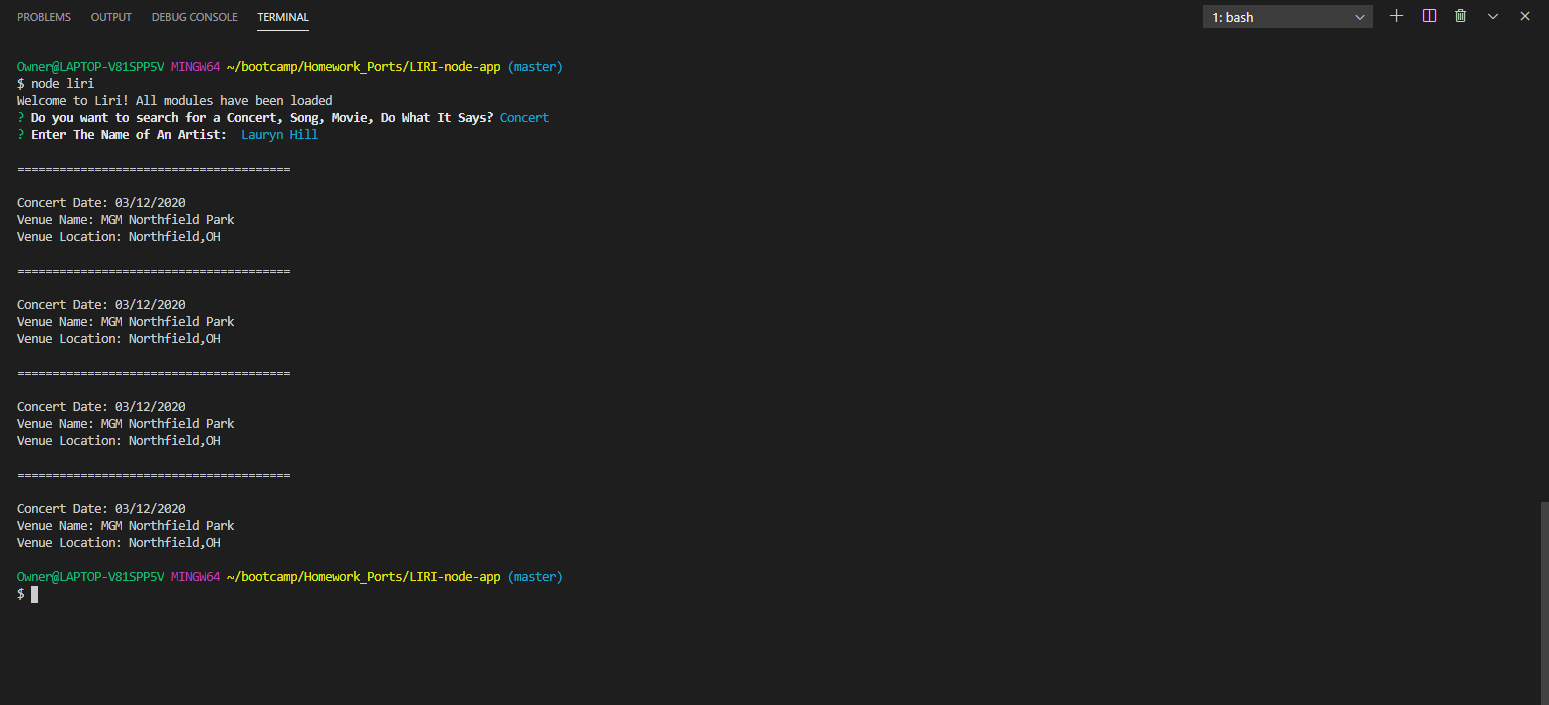 PROBLEMS OUTPUT DEBUG CONSOLE TERMINAL 1: bash
Owner@LAPTOP-V81SPP5V MINGW64 ~/bootcamp/Homework_Ports/LIRI-node-app (master)
$ node liri
Welcome to Liri! All modules have been loaded
? Do you want to search for a Concert, Song, Movie, Do What It Says? Concert
? Enter The Name of An Artist:  Lauryn Hill
=======================================
Concert Date: 03/12/2020
Venue Name: MGM Northfield Park
Venue Location: Northfield,OH
=======================================
Concert Date: 03/12/2020
Venue Name: MGM Northfield Park
Venue Location: Northfield,OH
=======================================
Concert Date: 03/12/2020
Venue Name: MGM Northfield Park
Venue Location: Northfield,OH
=======================================
Concert Date: 03/12/2020
Venue Name: MGM Northfield Park
Venue Location: Northfield,OH
Owner@LAPTOP-V81SPP5V MINGW64 ~/bootcamp/Homework_Ports/LIRI-node-app (master)
$